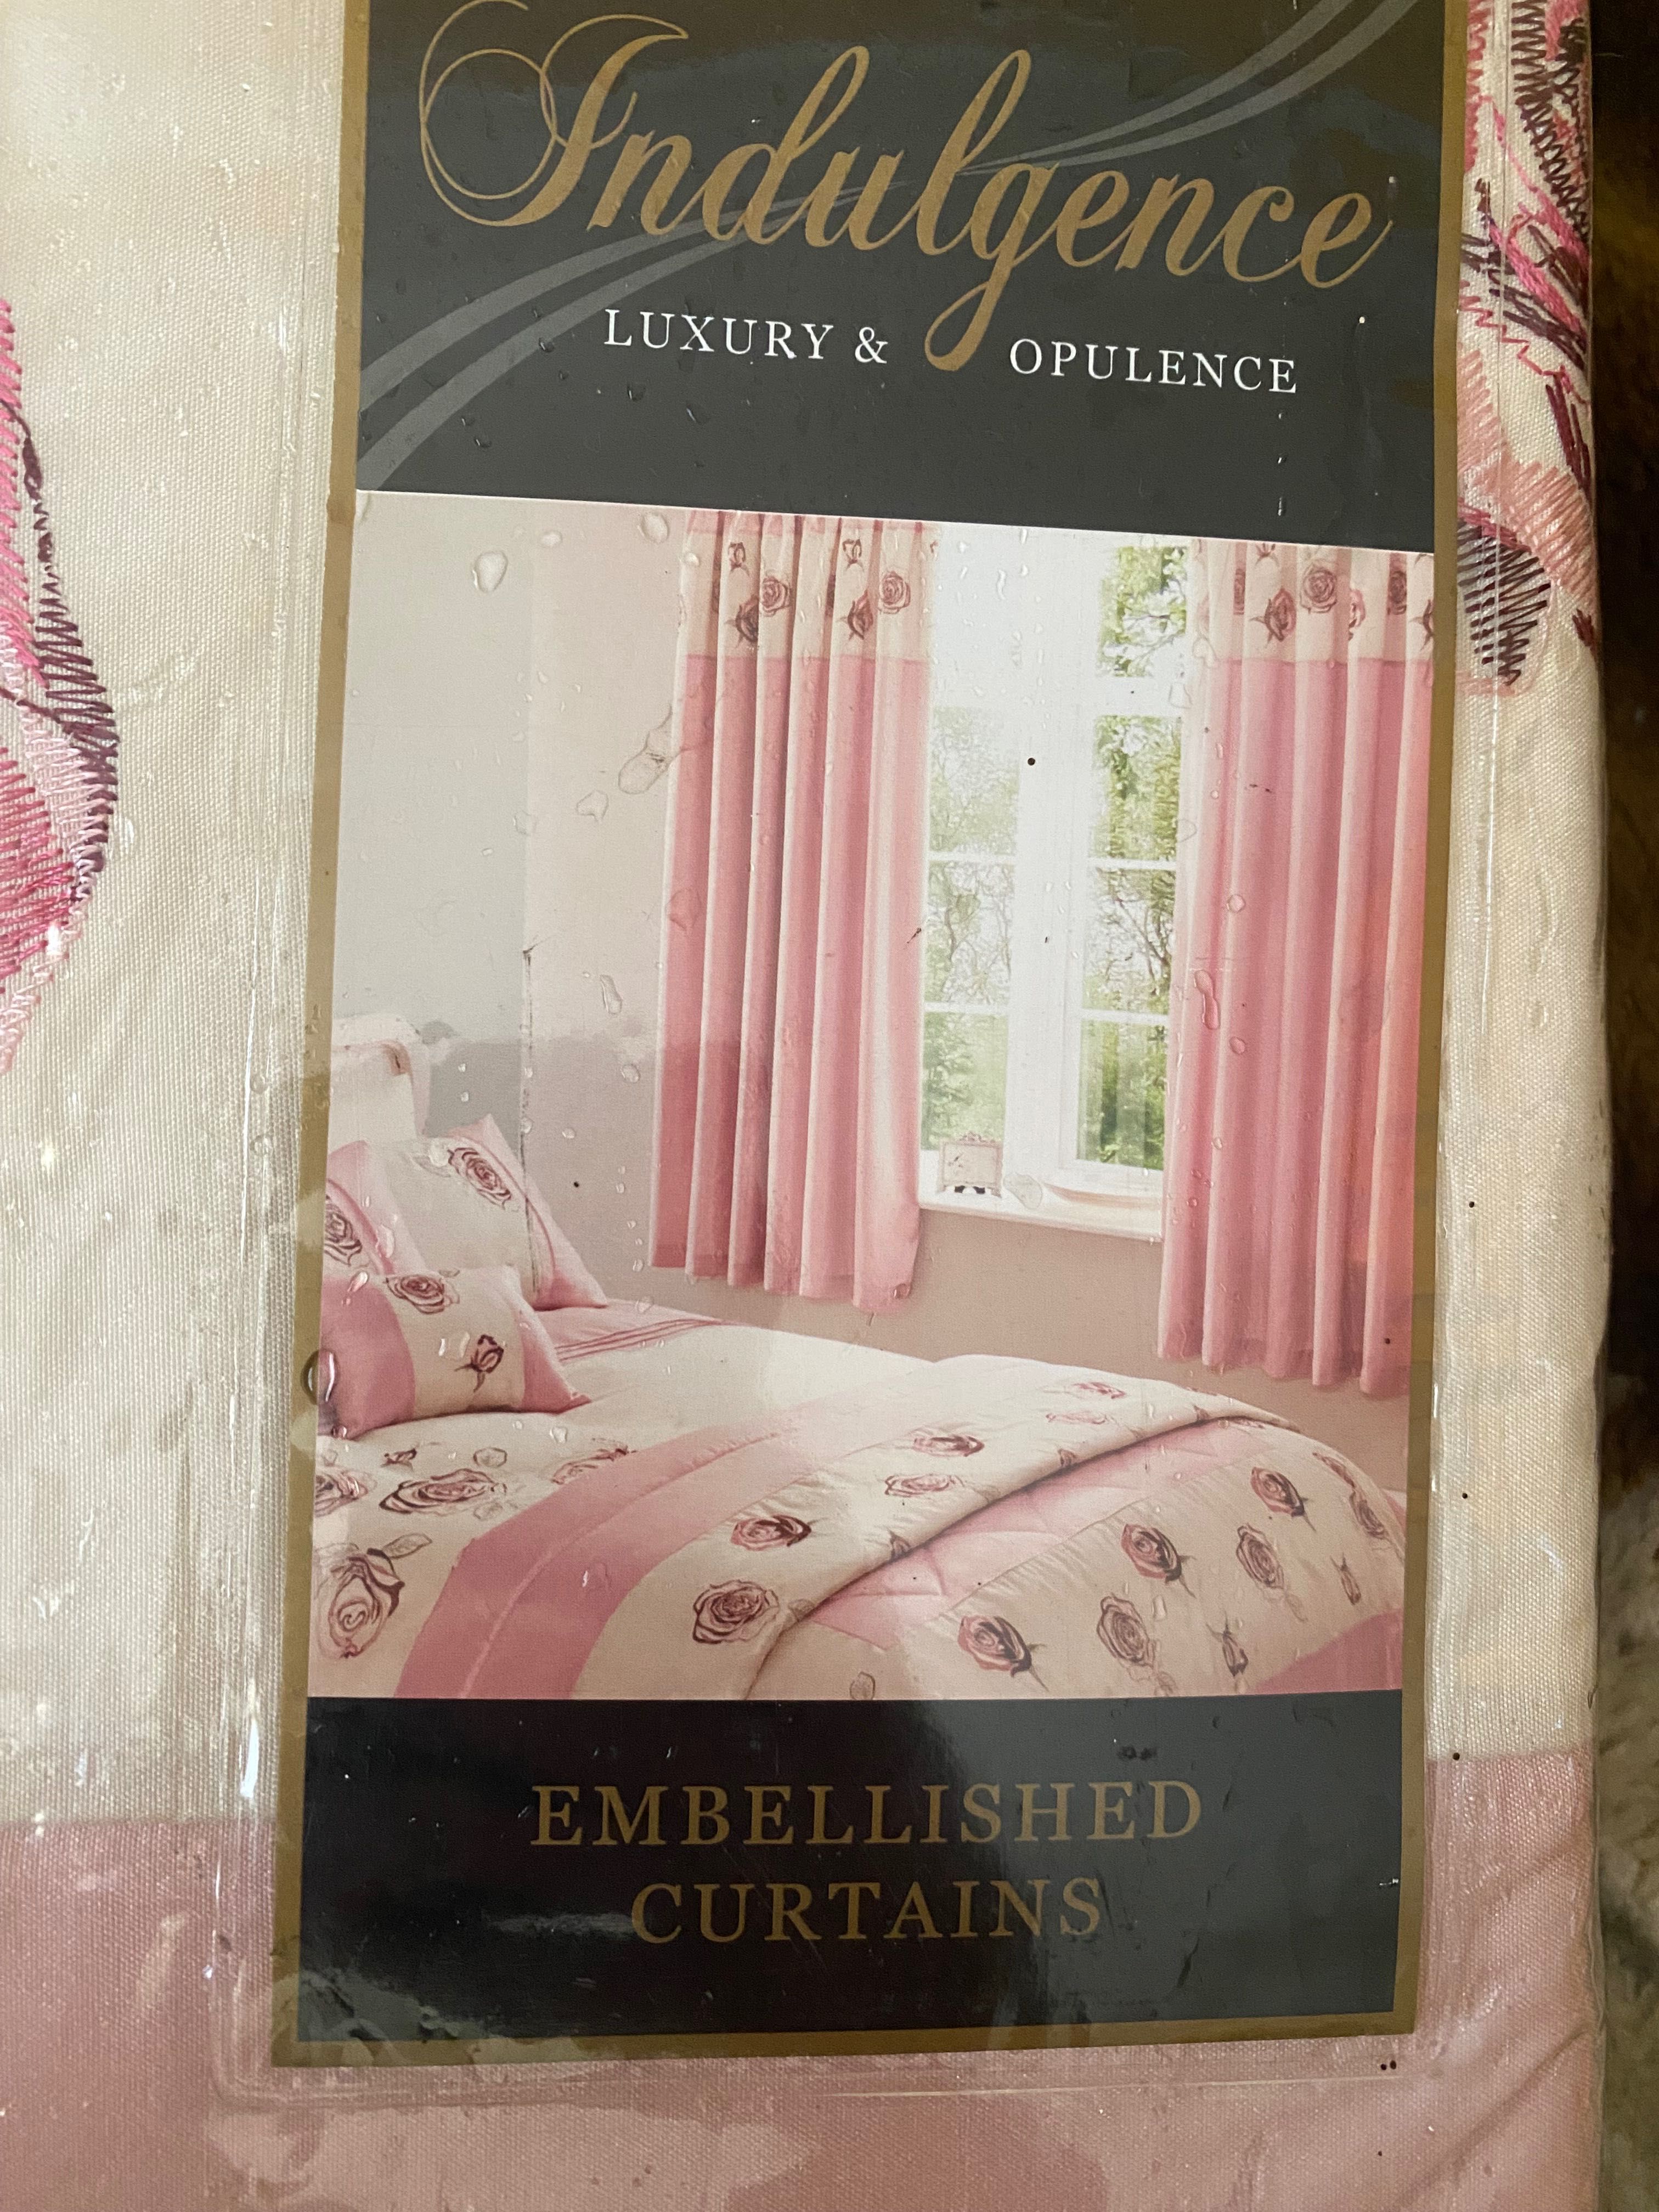 Indulgence
LUXURY & OPULENCE
EMBELLISHED
CURTAINS